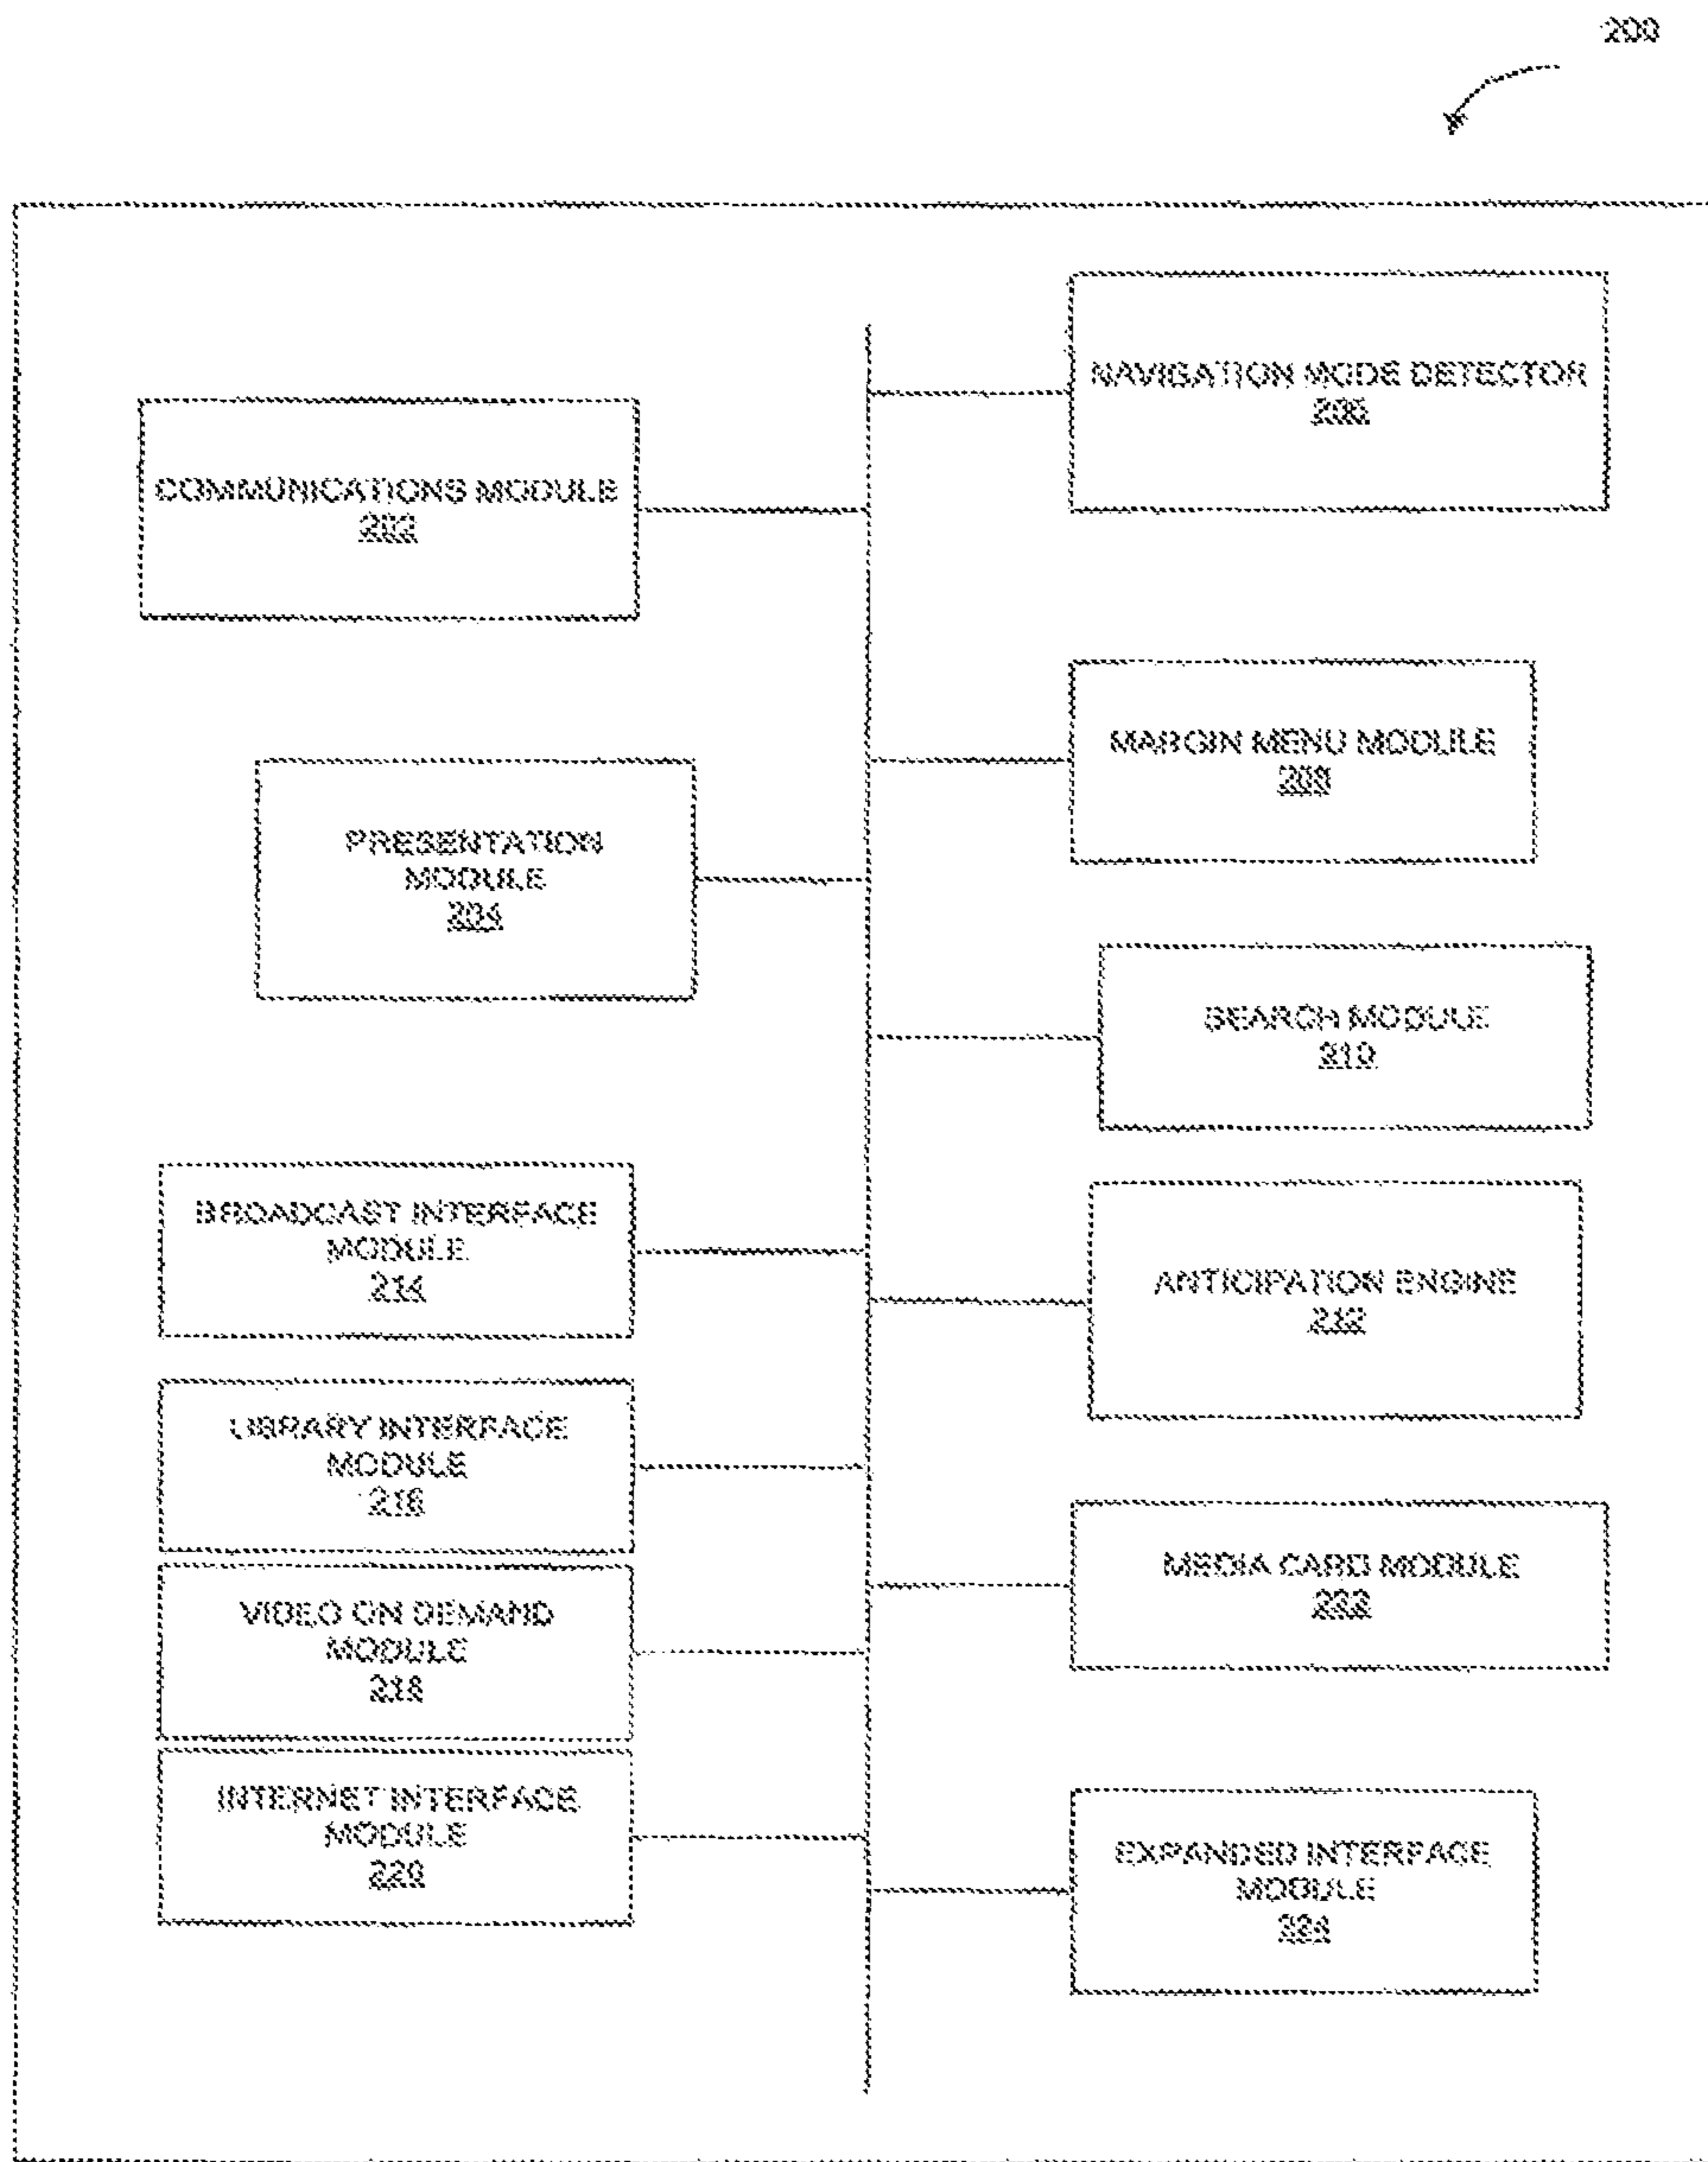 200
NAVIGATION MODE DETECTOR
206
COMMUNICATIONS MODULE
202
MARGIN MENU MODULE
208
PRESENTATION
MODULE
204
SEARCH MODULE
210
BROADCAST INTERFACE
MODULE
214
ANTICIPATION ENGINE
212
LIBRARY INTERFACE
MODULE
216
MEDIA CARD MODULE
222
VIDEO ON DEMAND
MODULE
218
INTERNET INTERFACE
MODULE
220
EXPANDED INTERFACE
MODULE
224